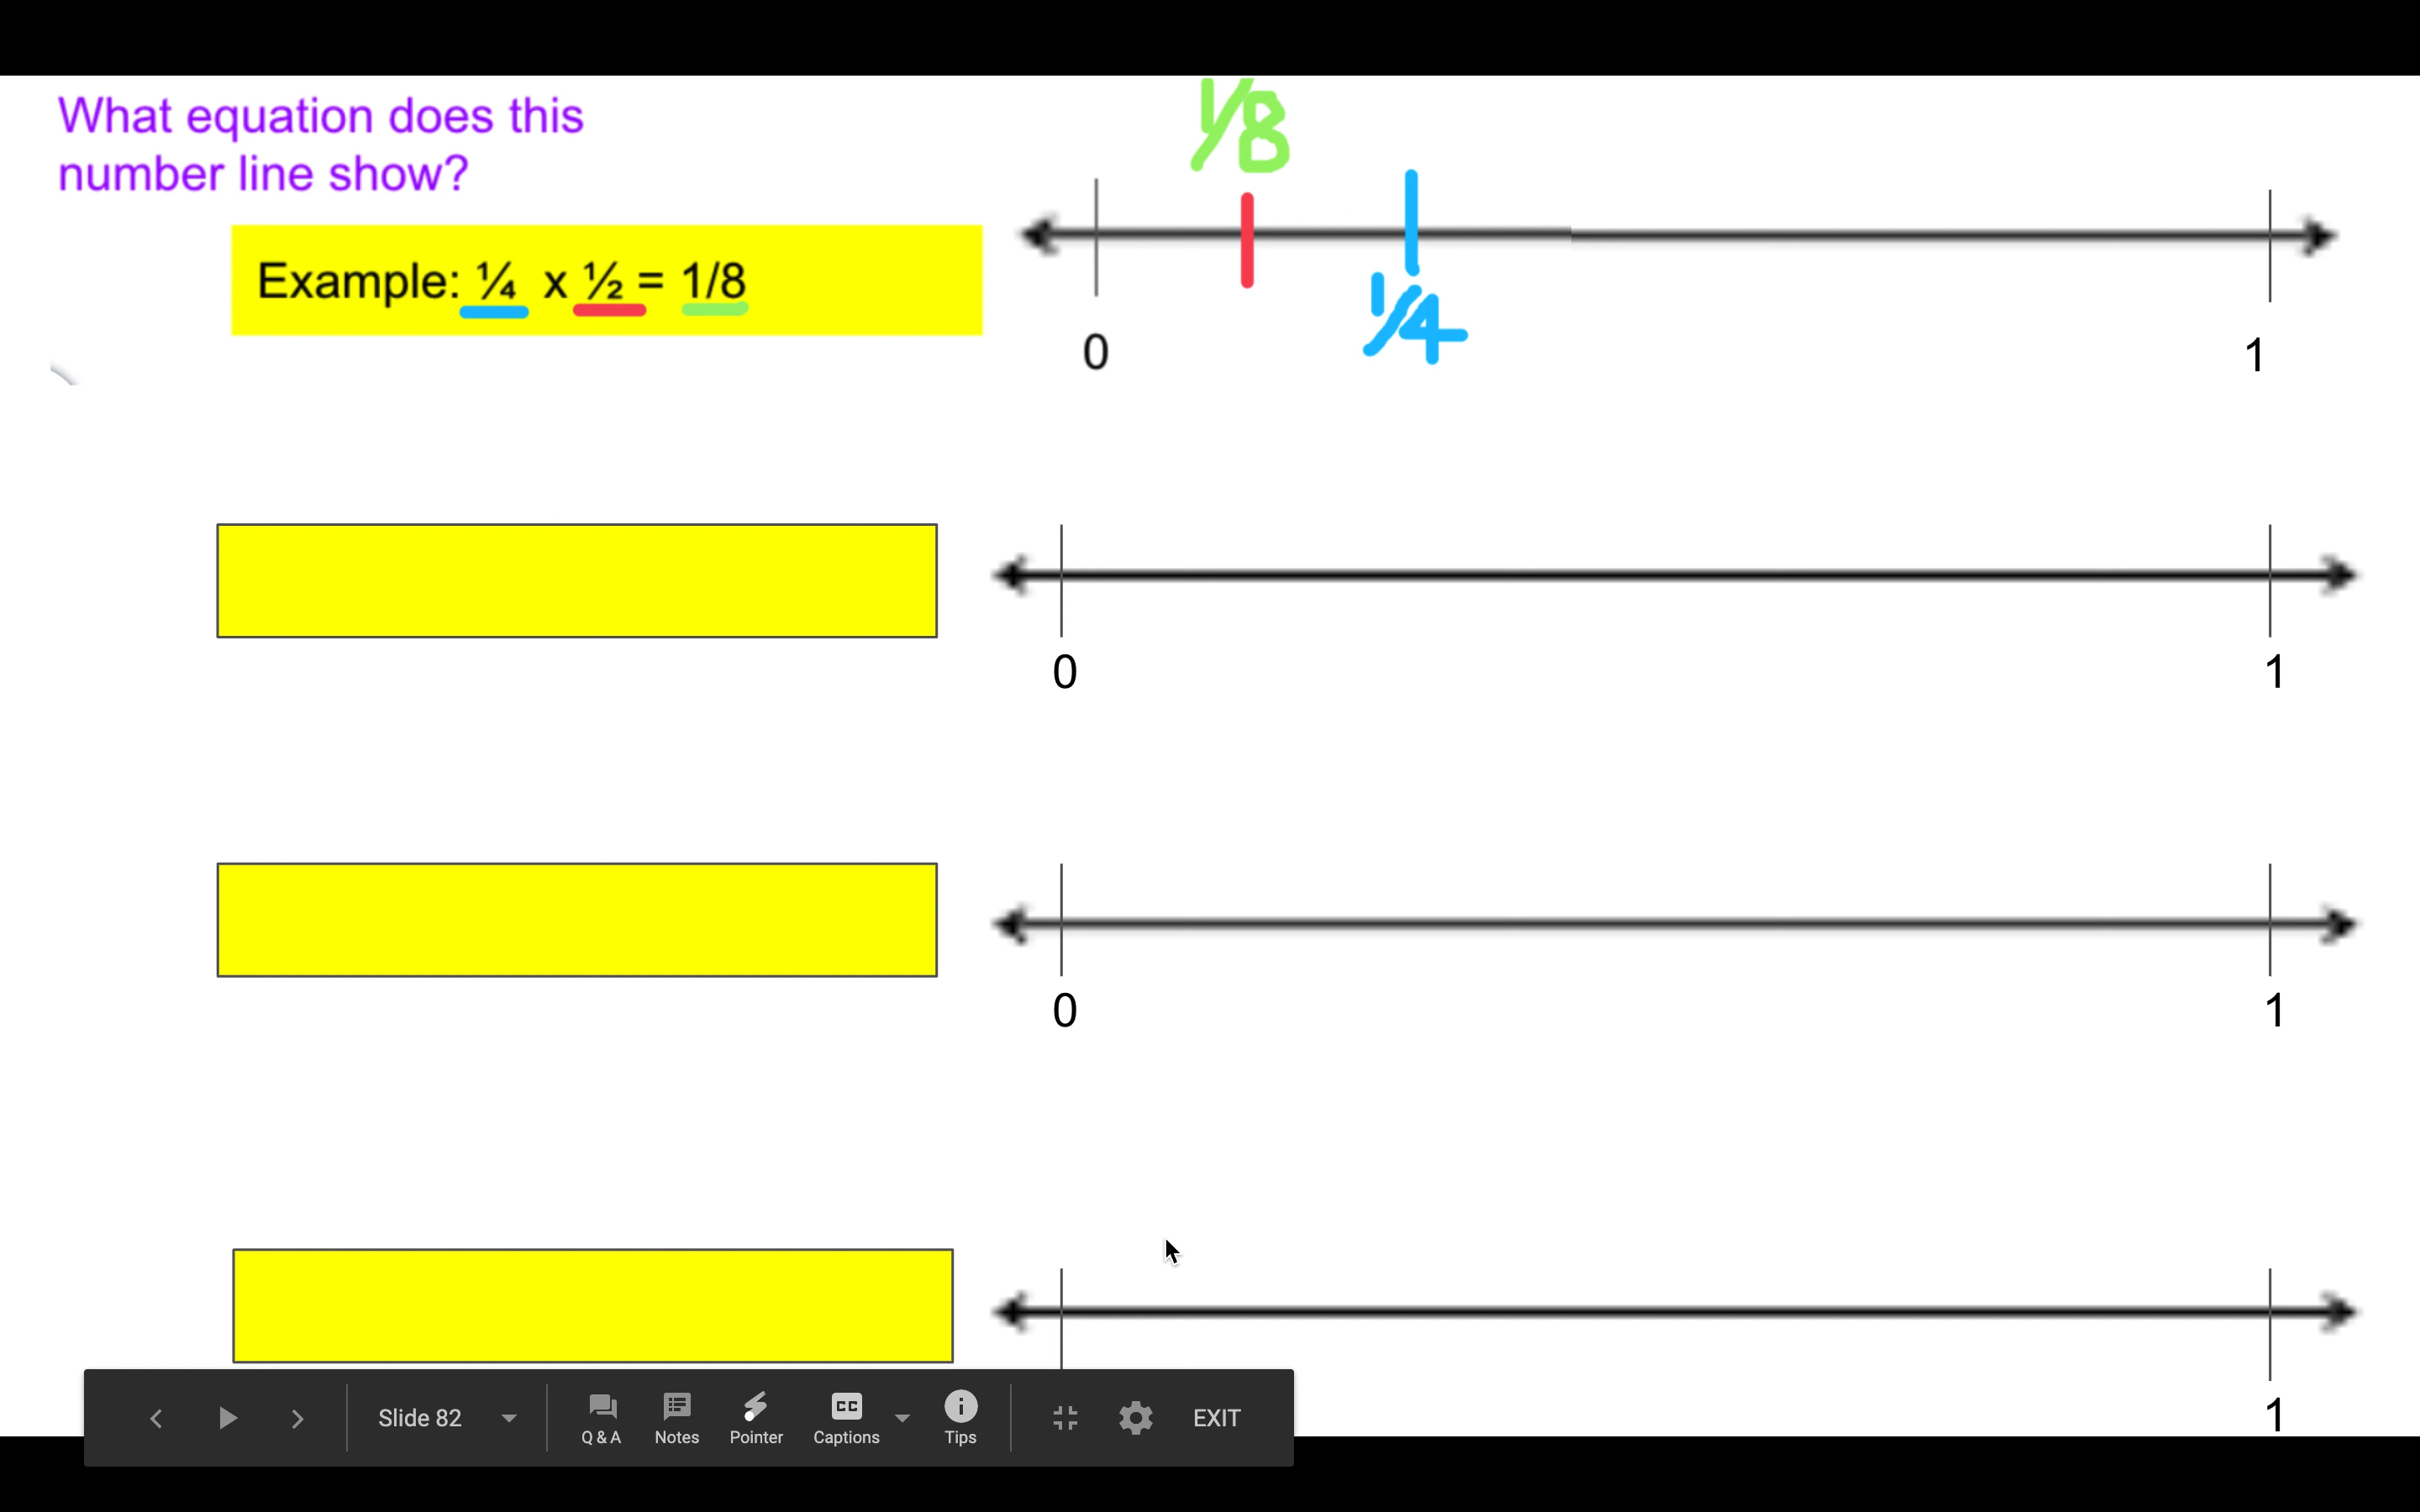 What equation does this
number line show?
1/8
Example: ¼ x ½ = 1/8
1/4
0
1
0
1
0
1
1
Slide 82
Q & A
Notes
Pointer
CC
Captions
Tips
EXIT